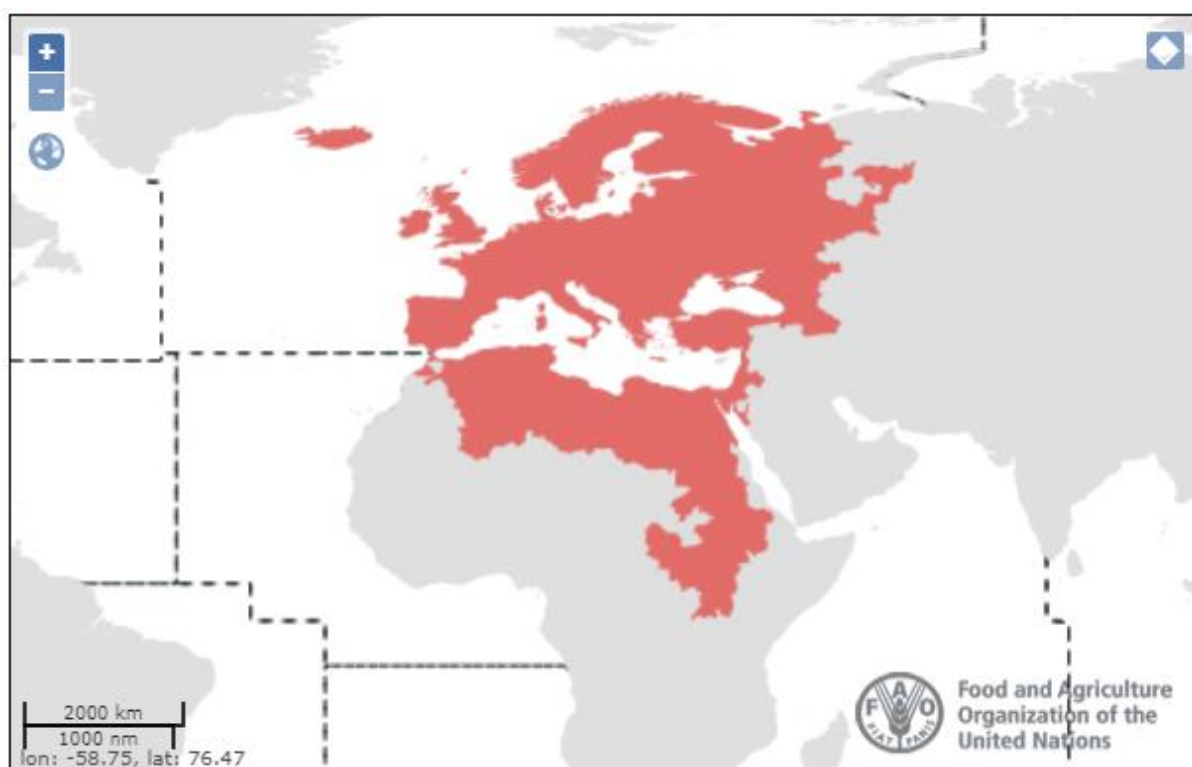 +
−
2000 km
1000 nm
lon: -58.75, lat: 76.47
FAO
FIAT PANIS
Food and Agriculture
Organization of the
United Nations